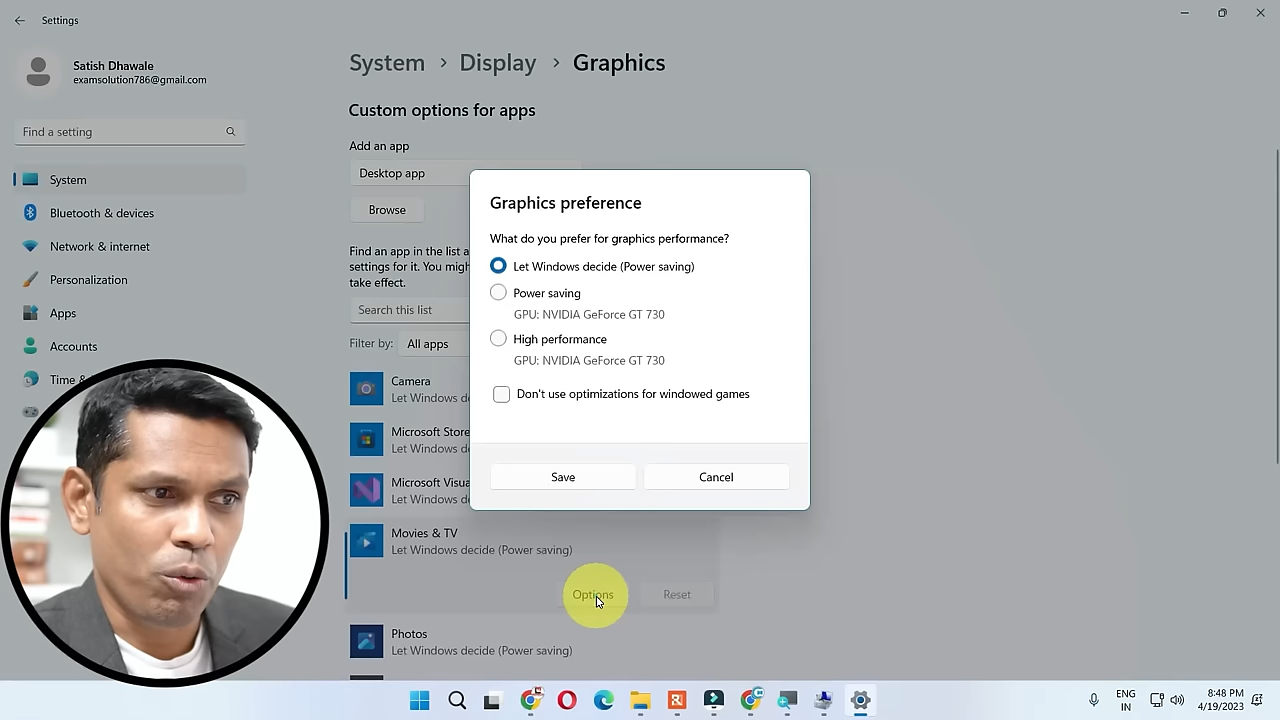 Settings
Satish Dhawale
examsolution786@gmail.com
Find a setting
System
Bluetooth & devices
Network & internet
Personalization
Apps
Accounts
Time &
System > Display > Graphics
Custom options for apps
Add an app
Desktop app
Browse
Find an app in the list a
settings for it. You migh
take effect.
Search this list
Filter by: All apps
Camera
Let Windows de
Microsoft Store
Let Windows de
Microsoft Visua
Let Windows de
Movies & TV
Let Windows decide (Power saving)
Options
Reset
Photos
Let Windows decide (Power saving)
Graphics preference
What do you prefer for graphics performance?
Let Windows decide (Power saving)
Power saving
GPU: NVIDIA GeForce GT 730
High performance
GPU: NVIDIA GeForce GT 730
Don't use optimizations for windowed games
Save
Cancel
ENG
IN
8:48 PM
4/19/2023